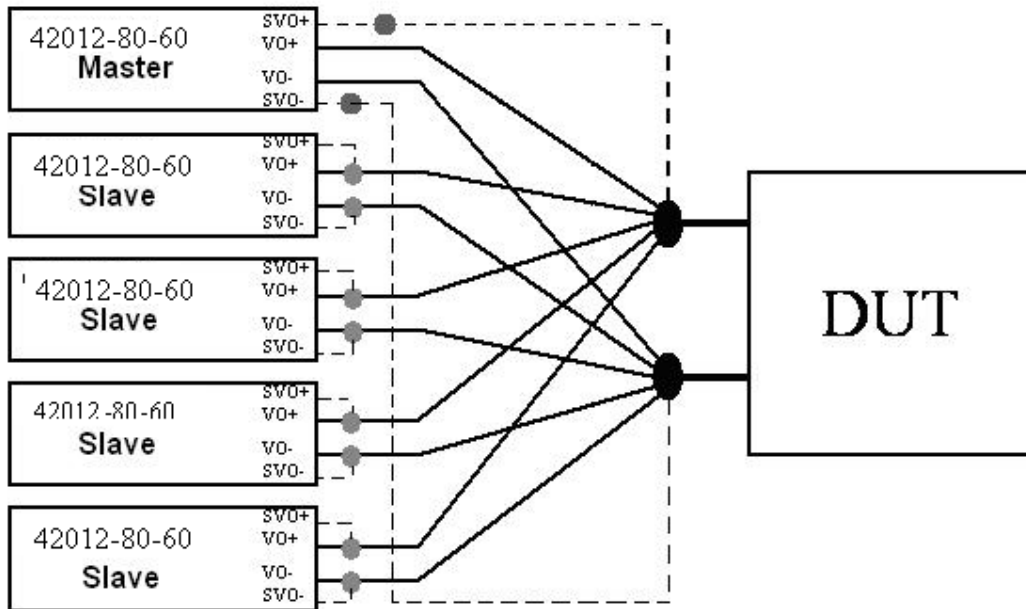 42012-80-60
Master
SVO+
VO+
VO-
SVO-
42012-80-60
Slave
SVO+
VO+
VO-
SVO-
42012-80-60
Slave
SVO+
VO+
VO-
SVO-
42012-80-60
Slave
SVO+
VO+
VO-
SVO-
42012-80-60
Slave
SVO+
VO+
VO-
SVO-
DUT